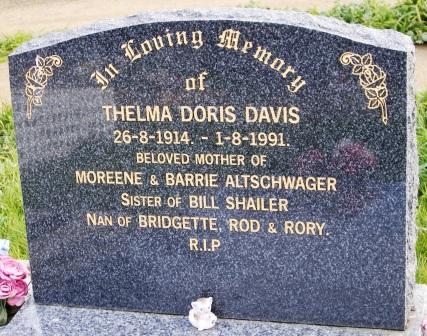 In Loving Memory
of
THELMA DORIS DAVIS
26-8-1914. - 1-8-1991.
BELOVED MOTHER OF
MOREENE & BARRIE ALTSCHWAGER
SISTER OF BILL SHAILER
NAN OF BRIDGETTE, ROD & RORY.
R.I.P